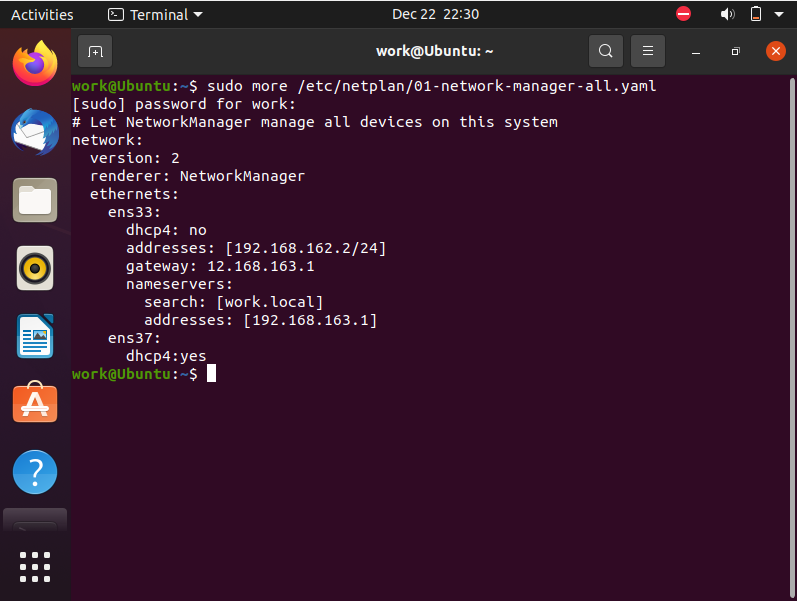 Activities Terminal Dec 22 22:30
work@Ubuntu: ~
work@Ubuntu:~$ sudo more /etc/netplan/01-network-manager-all.yaml
[sudo] password for work:
# Let NetworkManager manage all devices on this system
network:
  version: 2
  renderer: NetworkManager
  ethernets:
    ens33:
      dhcp4: no
      addresses: [192.168.162.2/24]
      gateway: 12.168.163.1
      nameservers:
        search: [work.local]
        addresses: [192.168.163.1]
    ens37:
      dhcp4:yes
work@Ubuntu:~$